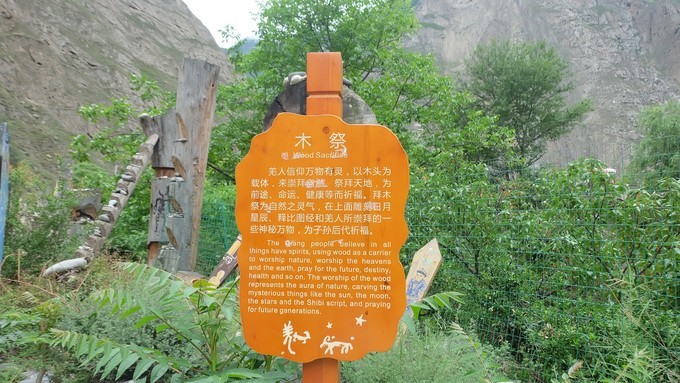 木 祭
Wood Sacrifice
羌人信仰万物有灵，以木头为
载体，来崇拜自然。祭拜天地，为
前途、命运、健康等而祈福。拜木
祭为自然之灵气，在上面雕刻日月
星辰、释比图径和羌人所崇拜的一
些神秘万物，为子孙后代祈福。
The Qiang people believe in all
things have spirits, using wood as a carrier
to worship nature, worship the heavens
and the earth, pray for the future, destiny,
health and so on. The worship of the wood
represents the aura of nature, carving the
mysterious things like the sun, the moon,
the stars and the Shibi script, and praying
for future generations.